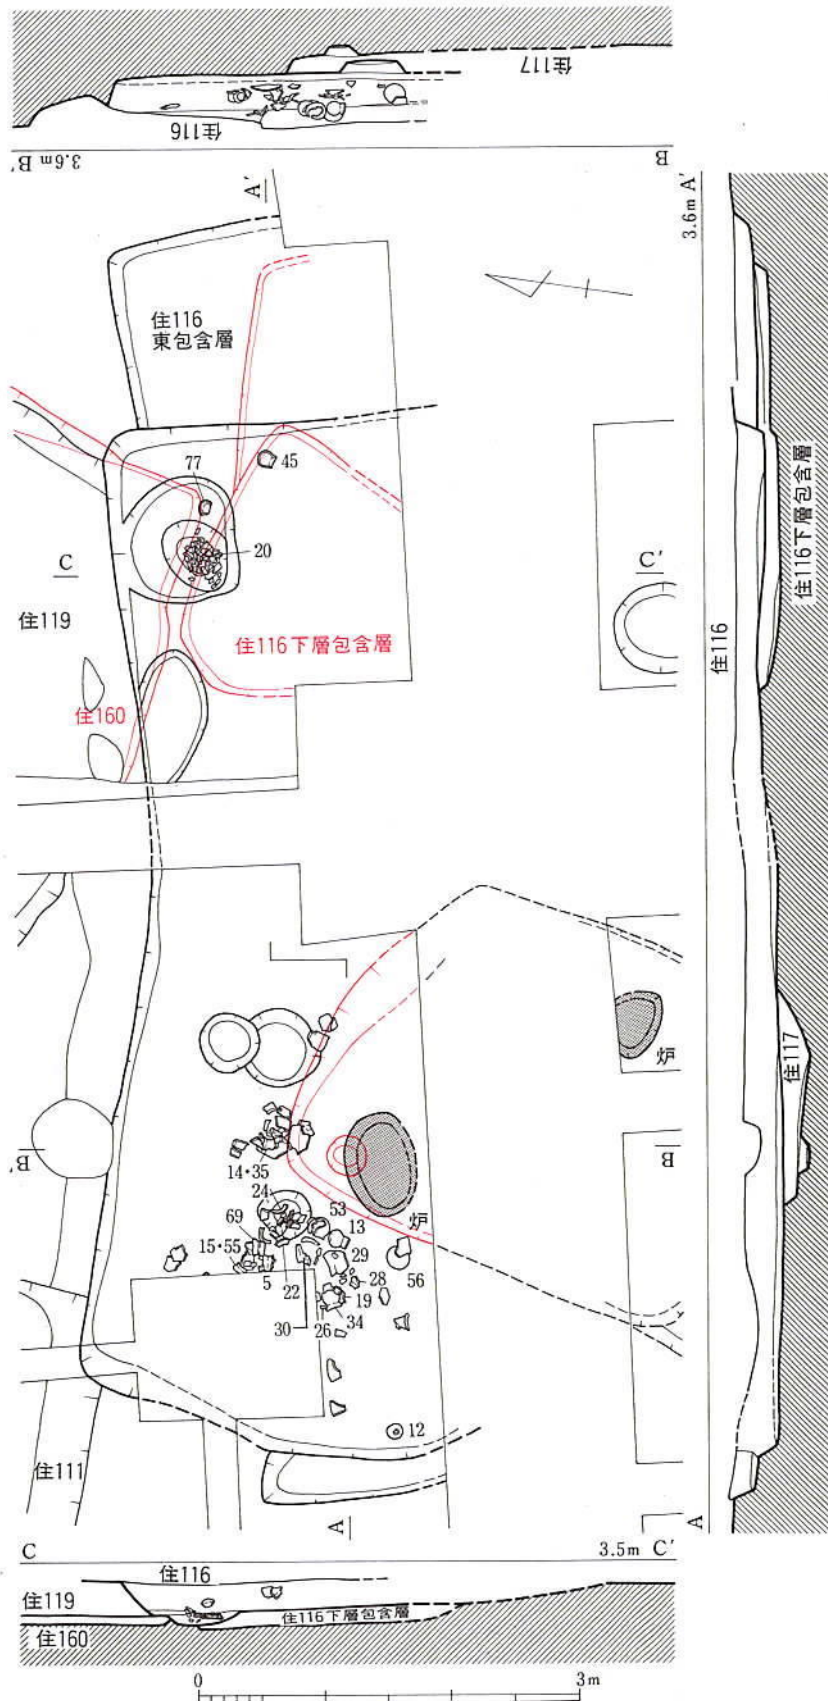 住117
住116
B' 3.6m
B
A'
3.6m A'
住116
東包含層
77
45
20
C
C'
住119
住116下層包含層
住160
住116下層包含層
住116
炉
住117
B'
B
14・35
24
53
炉
13
69
15・55
29
5
22
28
56
19
30
26
34
12
住111
A
A
C
3.5m C'
住116
住119
住116下層包含層
住160
0
3m